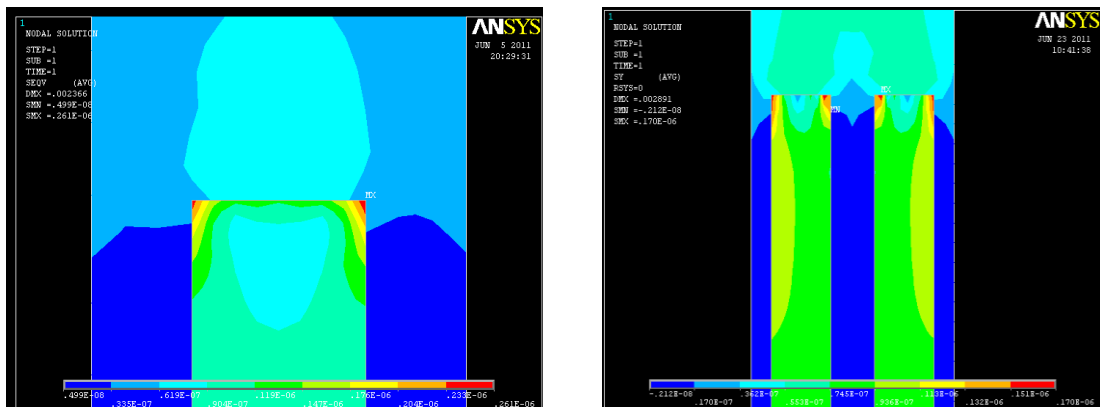 1
ANSYS
NODAL SOLUTION
JUN 5 2011
20:29:31
STEP=1
SUB =1
TIME=1
SEQV (AVG)
DMX =.002366
SMN =.499E-08
SMX =.261E-06
MX
.499E-08 .619E-07 .119E-06 .176E-06 .233E-06
.335E-07 .904E-07 .147E-06 .204E-06 .261E-06
1
ANSYS
NODAL SOLUTION
JUN 23 2011
10:41:38
STEP=1
SUB =1
TIME=1
SY (AVG)
RSYS=0
DMX =.002891
SMN =-.212E-08
SMX =.170E-06
MX
MN
-.212E-08 .362E-07 .745E-07 .113E-06 .151E-06
.170E-07 .553E-07 .936E-07 .132E-06 .170E-06